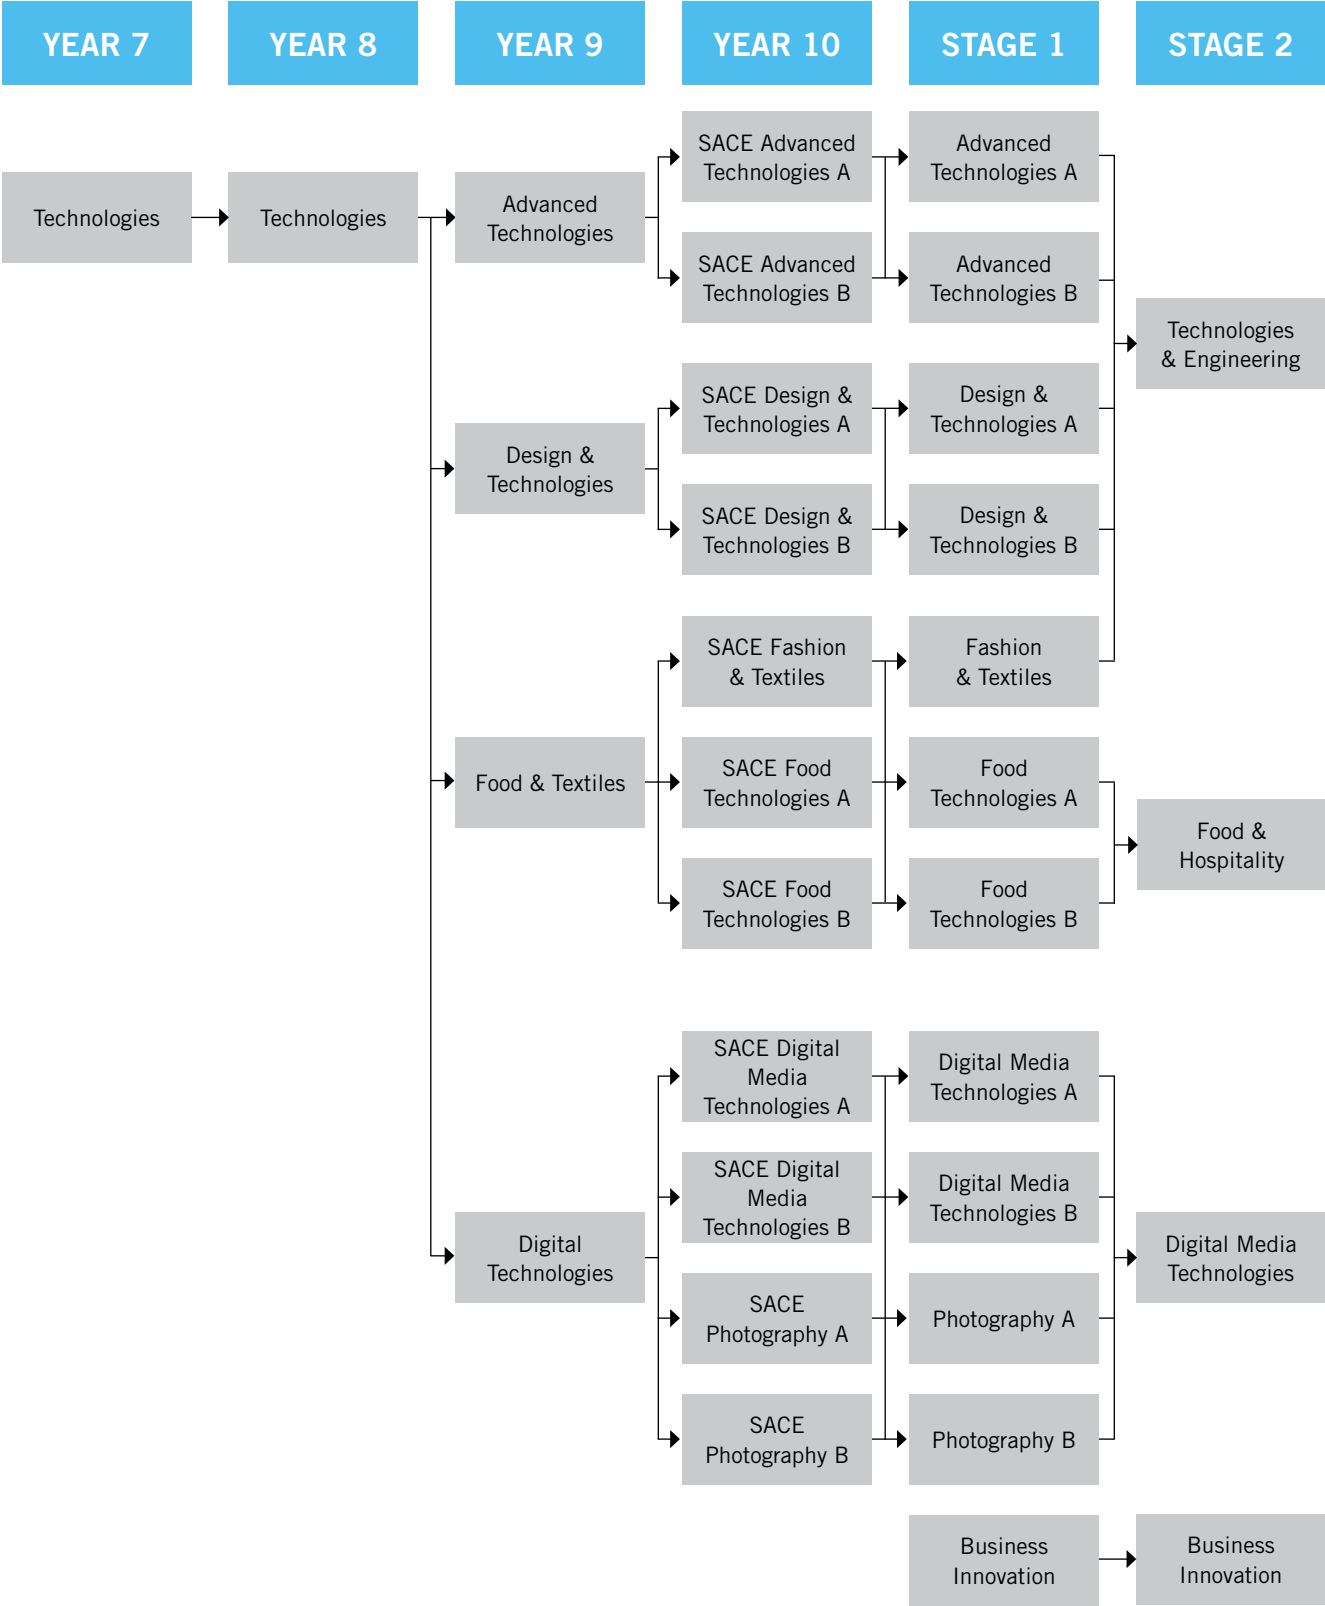 YEAR 7
YEAR 8
YEAR 9
YEAR 10
STAGE 1
STAGE 2
Technologies
Technologies
Advanced
Technologies
SACE Advanced
Technologies A
Advanced
Technologies A
SACE Advanced
Technologies B
Advanced
Technologies B
Technologies
& Engineering
Design &
Technologies
SACE Design &
Technologies A
Design &
Technologies A
SACE Design &
Technologies B
Design &
Technologies B
Food & Textiles
SACE Fashion
& Textiles
Fashion
& Textiles
SACE Food
Technologies A
Food
Technologies A
SACE Food
Technologies B
Food
Technologies B
Food &
Hospitality
Digital
Technologies
SACE Digital
Media
Technologies A
Digital Media
Technologies A
SACE Digital
Media
Technologies B
Digital Media
Technologies B
SACE
Photography A
Photography A
SACE
Photography B
Photography B
Digital Media
Technologies
Business
Innovation
Business
Innovation